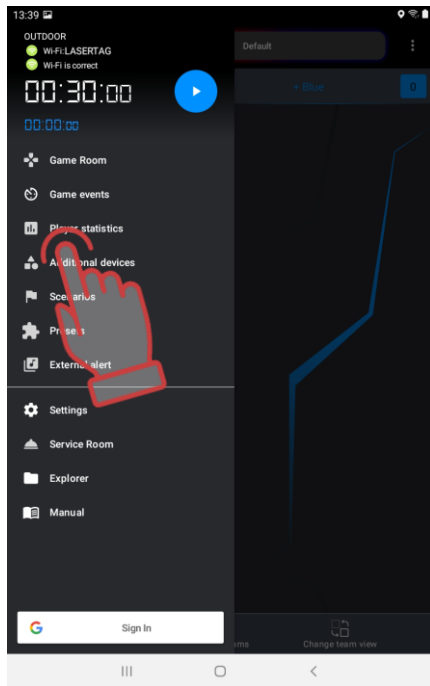 13:39
OUTDOOR
Wi-Fi:LASERTAG
Wi-Fi is correct
Default
00:30:00
+ Blue
0
00:00:00
Game Room
Game events
Player statistics
Additional devices
Scenarios
Presets
External alert
Settings
Service Room
Explorer
Manual
G
Sign In
Change team view